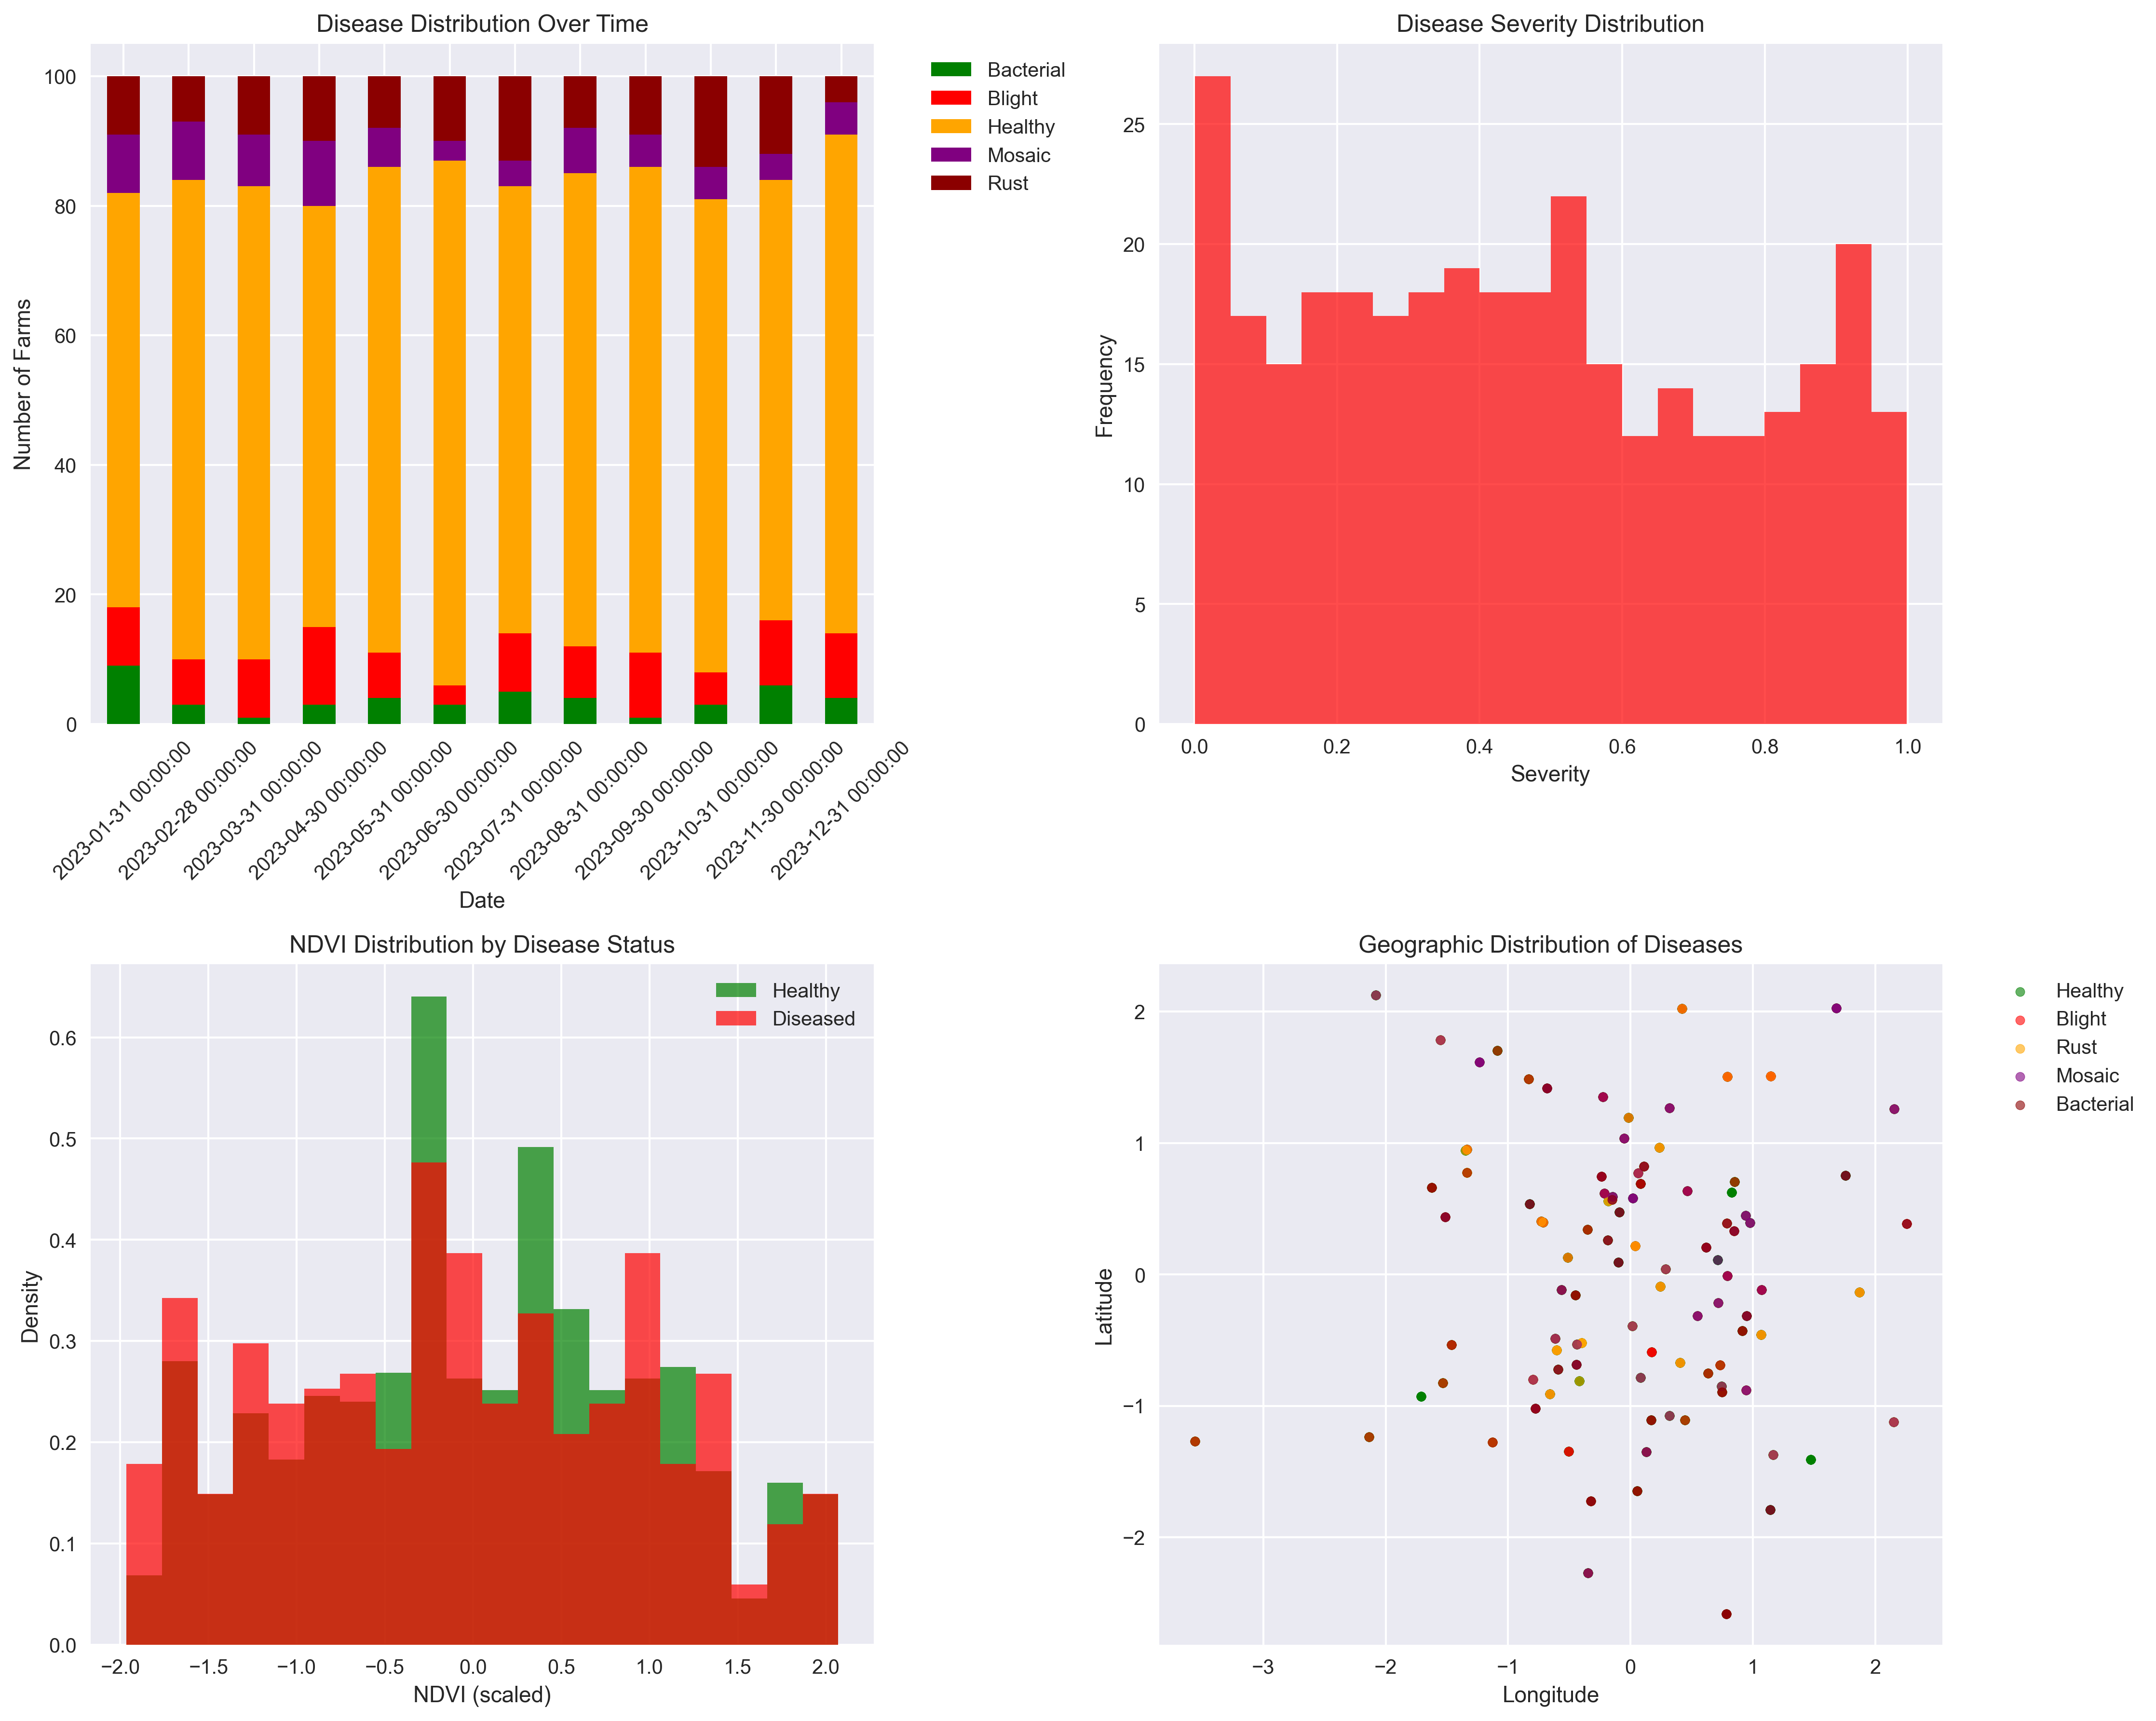 Disease Distribution Over Time
Number of Farms
100
80
60
40
20
0
2023-01-31 00:00:00
2023-02-28 00:00:00
2023-03-31 00:00:00
2023-04-30 00:00:00
2023-05-31 00:00:00
2023-06-30 00:00:00
2023-07-31 00:00:00
2023-08-31 00:00:00
2023-09-30 00:00:00
2023-10-31 00:00:00
2023-11-30 00:00:00
2023-12-31 00:00:00
Date
Bacterial
Blight
Healthy
Mosaic
Rust
Disease Severity Distribution
Frequency
25
20
15
10
5
0
0.0 0.2 0.4 0.6 0.8 1.0
Severity
NDVI Distribution by Disease Status
Healthy
Diseased
Density
0.6
0.5
0.4
0.3
0.2
0.1
0.0
−2.0 −1.5 −1.0 −0.5 0.0 0.5 1.0 1.5 2.0
NDVI (scaled)
Geographic Distribution of Diseases
Latitude
2
1
0
−1
−2
−3 −2 −1 0 1 2
Longitude
Healthy
Blight
Rust
Mosaic
Bacterial